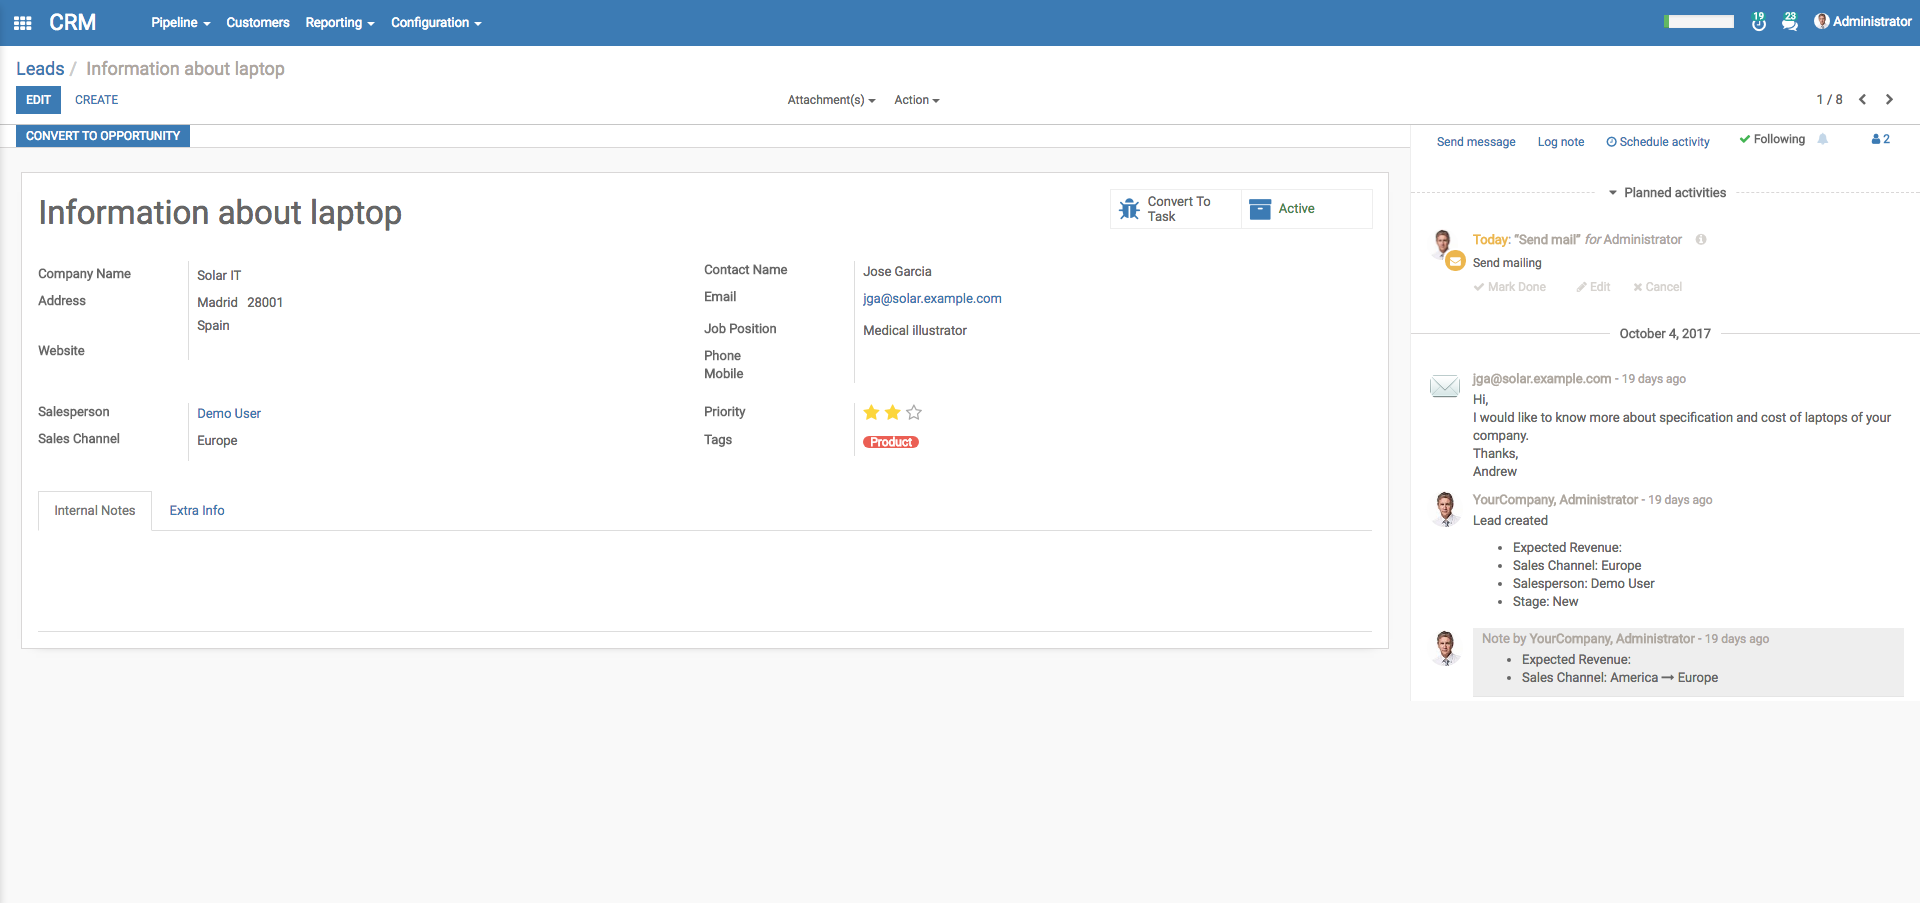 CRM Pipeline Customers Reporting Configuration 19 23 Administrator
Leads / Information about laptop
EDIT CREATE Attachment(s) Action 1 / 8
CONVERT TO OPPORTUNITY
Information about laptop
Convert To
Task
Active
Company Name Solar IT
Address Madrid 28001
Spain
Website
Contact Name Jose Garcia
Email jga@solar.example.com
Job Position Medical illustrator
Phone
Mobile
Salesperson Demo User
Sales Channel Europe
Priority
Tags Product
Internal Notes Extra Info
Send message Log note Schedule activity Following 2
Planned activities
Today: "Send mail" for Administrator
Send mailing
Mark Done Edit Cancel
October 4, 2017
jga@solar.example.com - 19 days ago
Hi,
I would like to know more about specification and cost of laptops of your
company.
Thanks,
Andrew
YourCompany, Administrator - 19 days ago
Lead created
• Expected Revenue:
• Sales Channel: Europe
• Salesperson: Demo User
• Stage: New
Note by YourCompany, Administrator - 19 days ago
• Expected Revenue:
• Sales Channel: America → Europe